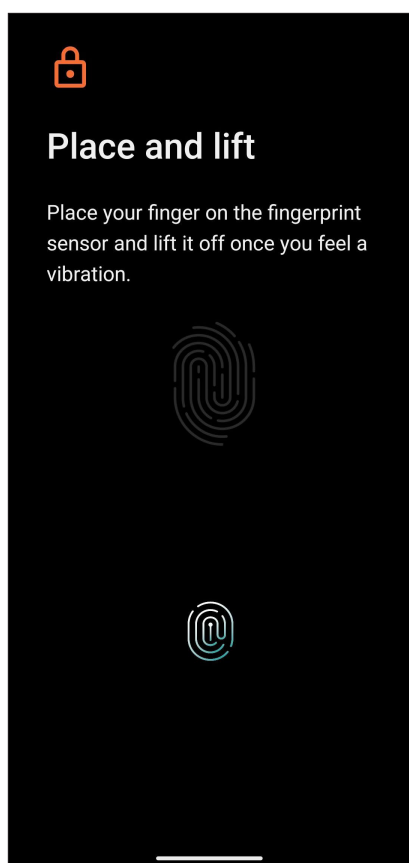 Place and lift
Place your finger on the fingerprint
sensor and lift it off once you feel a
vibration.